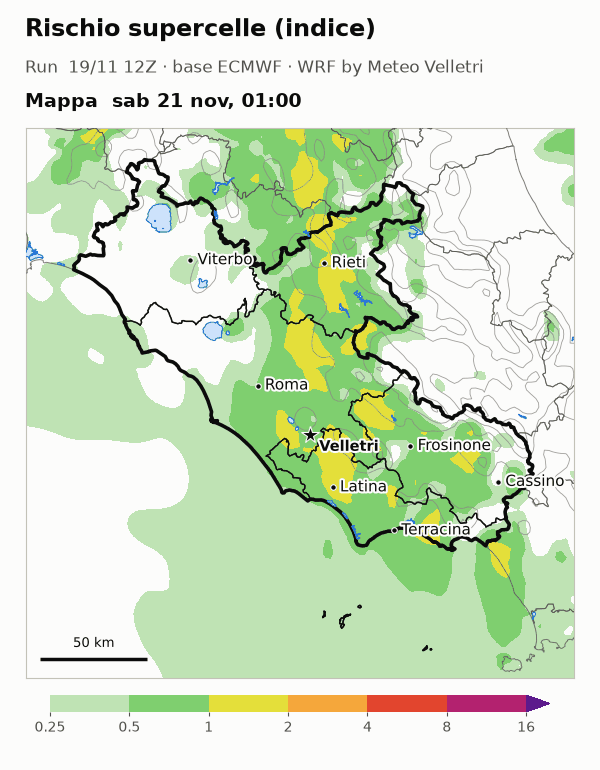 Rischio supercelle (indice)
Run  19/11 12Z · base ECMWF · WRF by Meteo Velletri
Mappa  sab 21 nov, 01:00
Viterbo
Rieti
Roma
Velletri
Frosinone
Cassino
Latina
Terracina
50 km
0.25 0.5 1 2 4 8 16